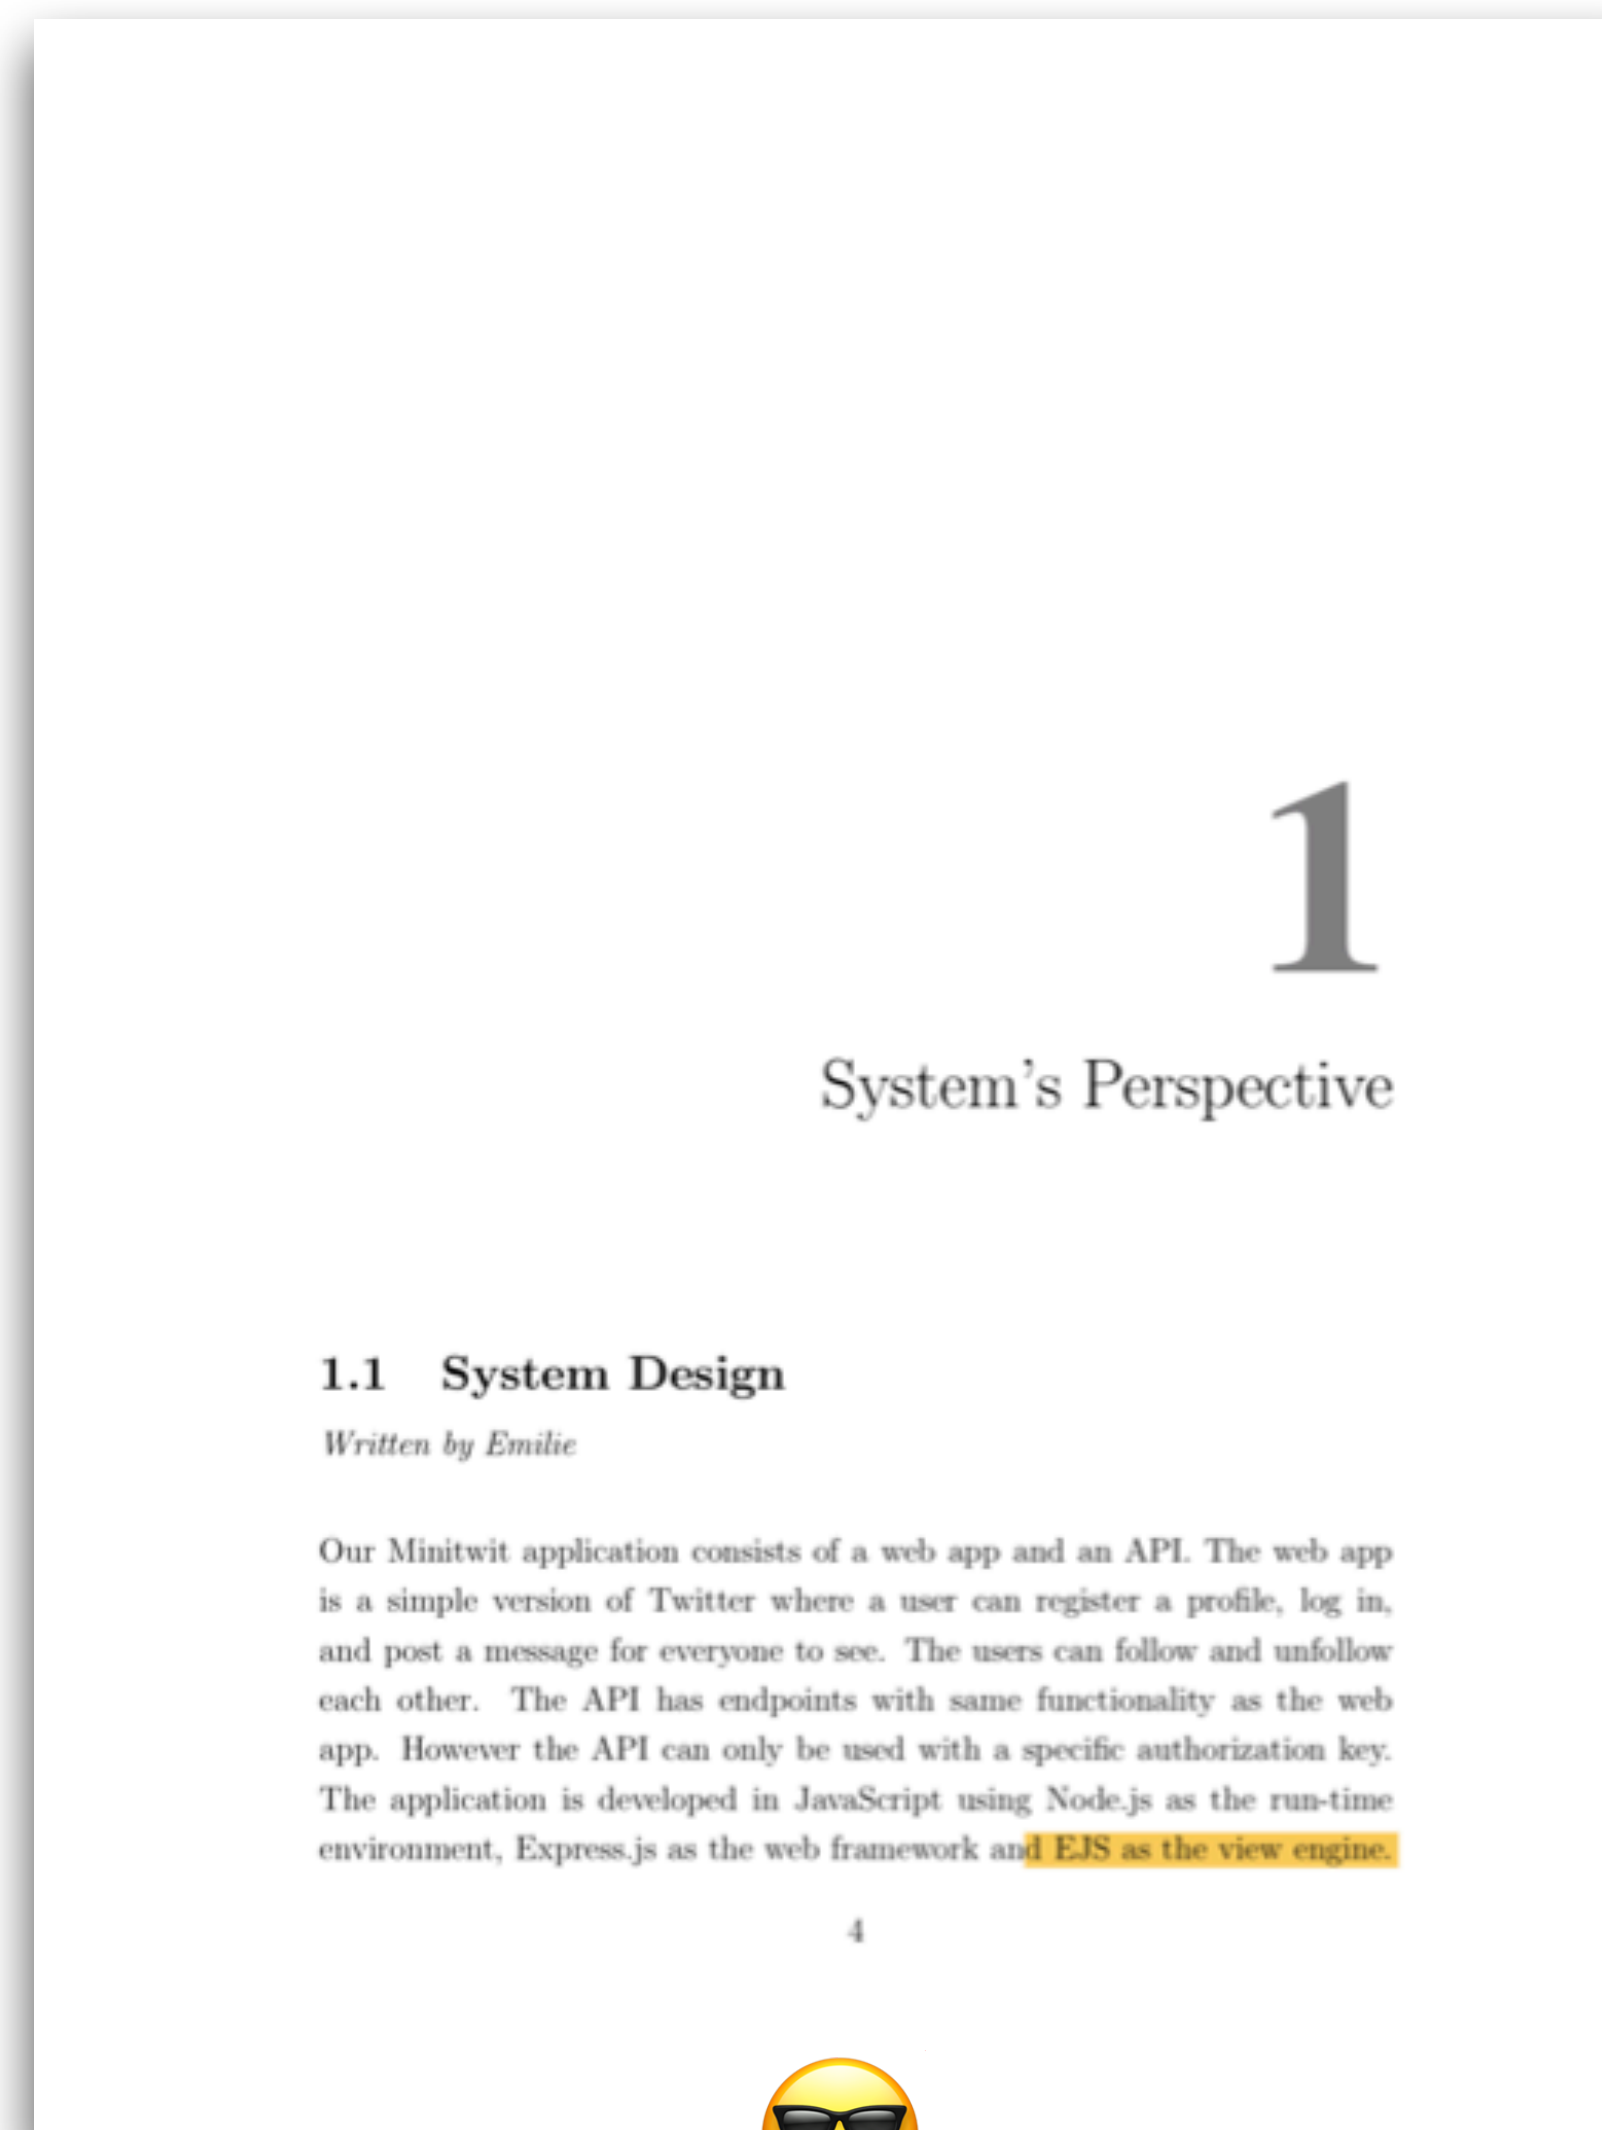 1
System's Perspective
1.1 System Design
Written by Emilie
Our Minitwit application consists of a web app and an API. The web app
is a simple version of Twitter where a user can register a profile, log in,
and post a message for everyone to see. The users can follow and unfollow
each other. The API has endpoints with same functionality as the web
app. However the API can only be used with a specific authorization key.
The application is developed in JavaScript using Node.js as the run-time
environment, Express.js as the web framework and EJS as the view engine.
4